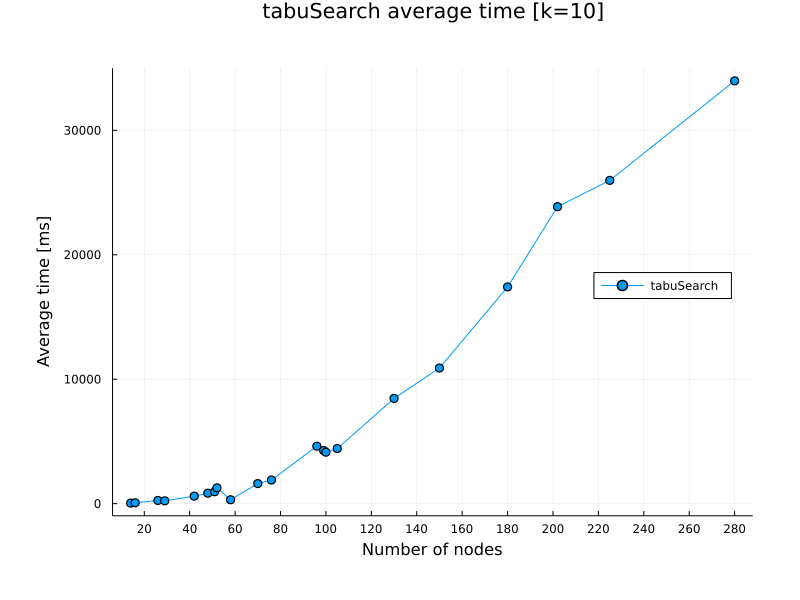 tabuSearch average time [k=10]
Average time [ms]
30000
20000
10000
0
tabuSearch
20 40 60 80 100 120 140 160 180 200 220 240 260 280
Number of nodes